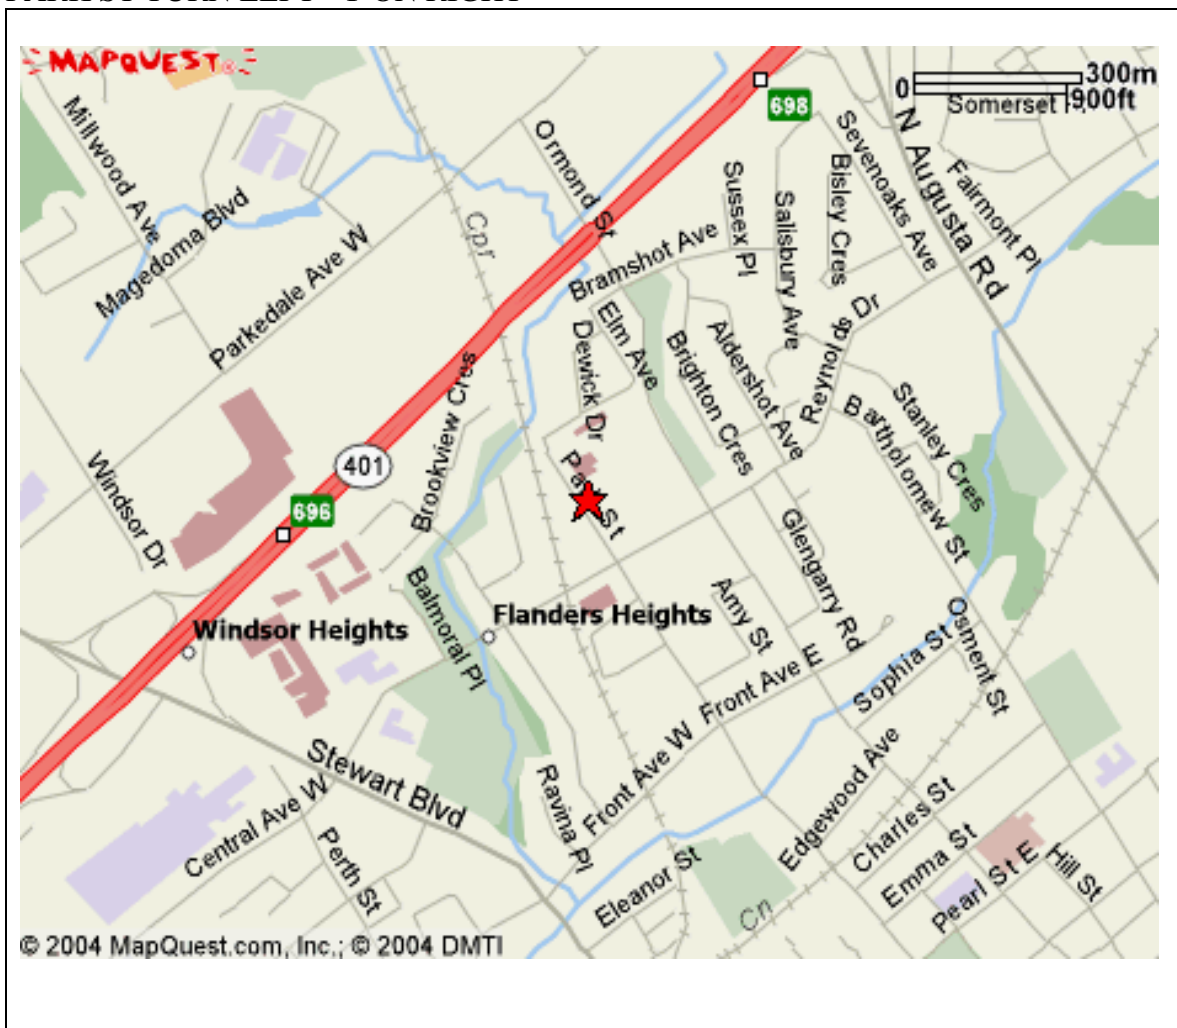 MAPQUEST®
300m
0
900ft
Somerset
698
N Augusta Rd
Sevenoaks Ave
Fairmont Pl
Millwood Ave
Ormond St
Bisley Cres
Sussex Pl
Salisbury Ave
Cpr
Magedoma Blvd
Parkedale Ave W
Bramshot Ave
Reynolds Dr
Elm Ave
Dewick Dr
Aldershot Ave
Brighton Cres
Brookview Cres
Stanley Cres
Bartholomew St
401
Windsor Dr
696
Park St
Glengarry Rd
Balmoral Pl
Amy St
Flanders Heights
Windsor Heights
Osment St
Sophia St
Front Ave E
Front Ave W
Stewart Blvd
Edgewood Ave
Ravina Pl
Central Ave W
Charles St
Perth St
Emma St
Hill St
Pearl St E
Eleanor St
Cn
© 2004 MapQuest.com, Inc.; © 2004 DMTI